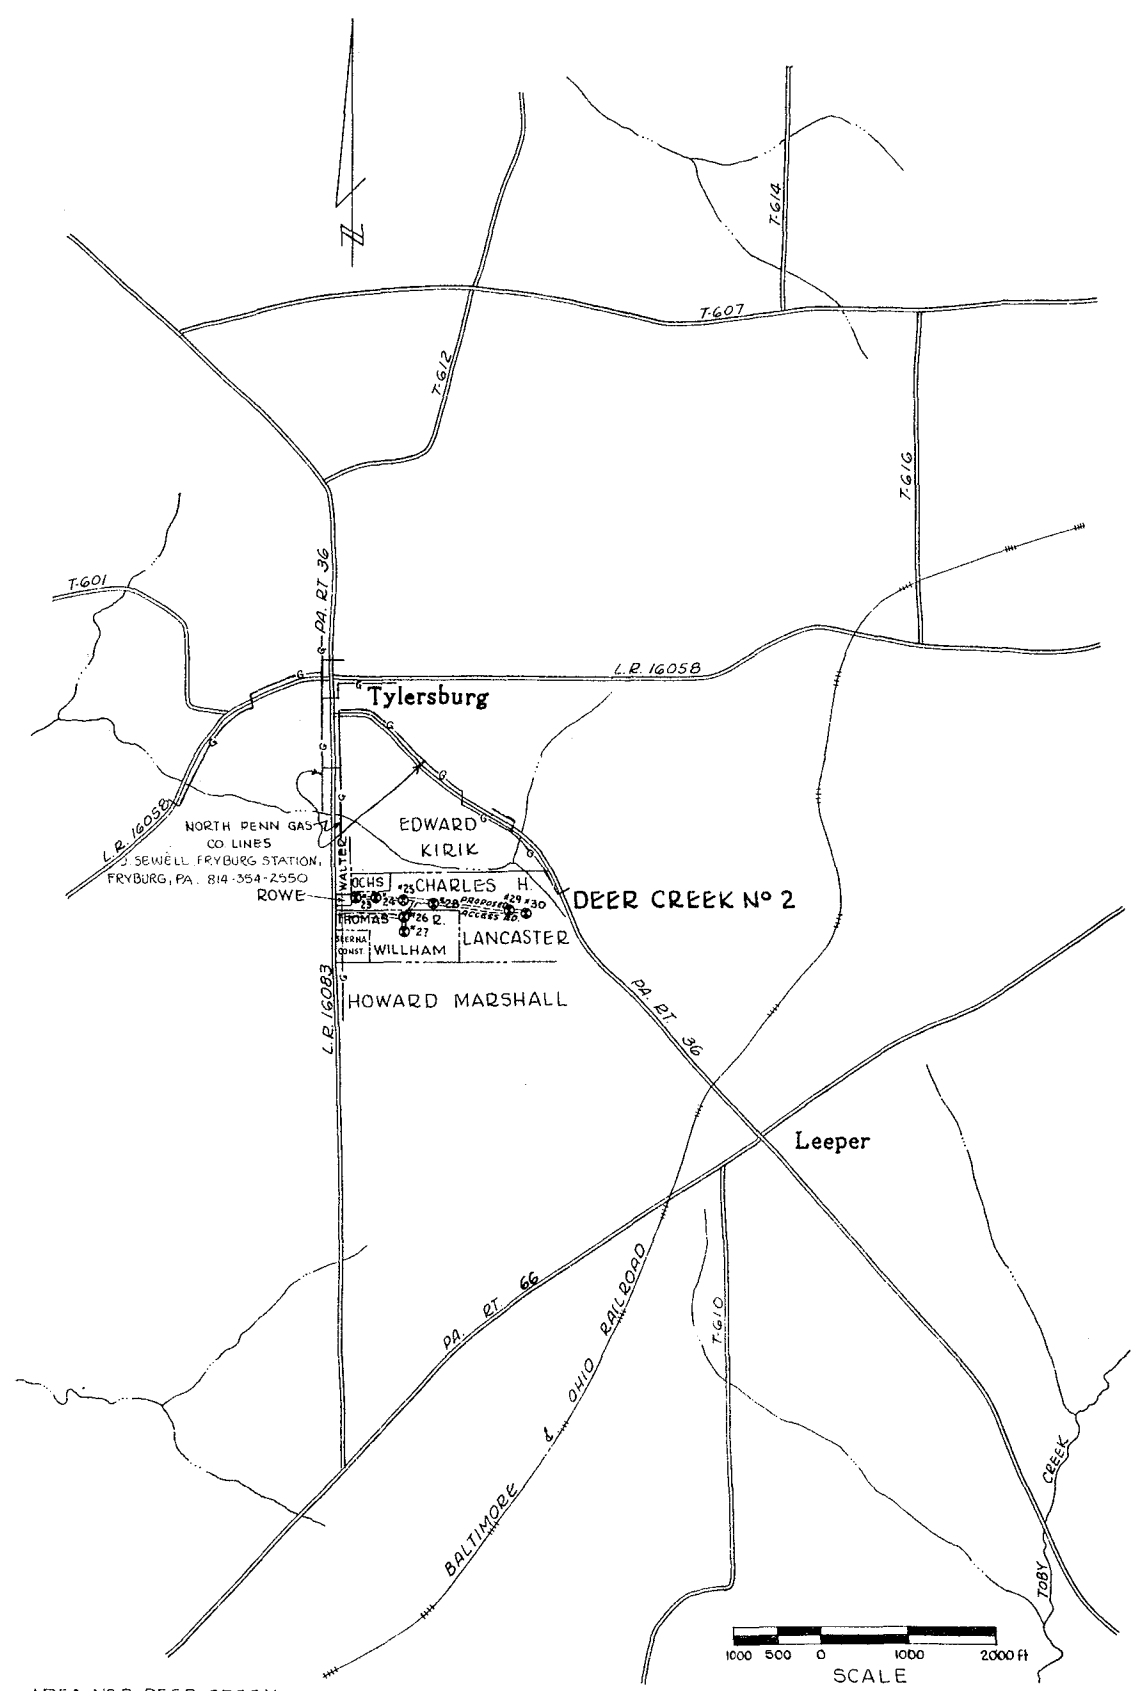 Z
T-614
T-607
T-612
T-616
T-601
G PA. RT 36
L.R. 16058
G
G
Tylersburg
G
G
G
G
G
G
L.R. 16058
NORTH PENN GAS
CO. LINES
J. SEWELL, FRYBURG STATION,
FRYBURG, PA. 814-354-2550
EDWARD
KIRIK
WALTER
ROWE
OCHS
#25
CHARLES H.
#23
#24
#28
PROPOSED
ACCESS RD.
#29
#30
DEER CREEK Nº 2
THOMAS R.
#26
#27
CONST.
WILLHAM
LANCASTER
G
HOWARD MARSHALL
L.R. 16083
PA. RT. 36
Leeper
PA. RT. 66
BALTIMORE & OHIO RAILROAD
T-610
TOBY CREEK
1000 500 0 1000 2000 ft
SCALE